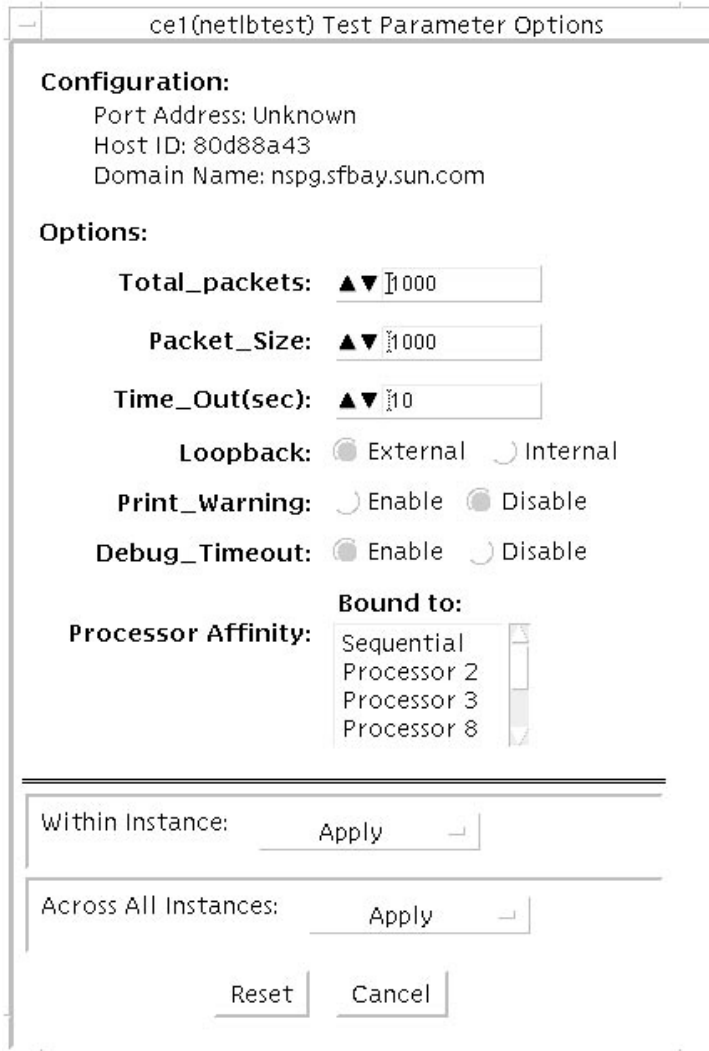 ce1(netlbtest) Test Parameter Options
Configuration:
Port Address: Unknown
Host ID: 80d88a43
Domain Name: nspg.sfbay.sun.com
Options:
Total_packets: 1000
Packet_Size: 1000
Time_Out(sec): 10
Loopback: External Internal
Print_Warning: Enable Disable
Debug_Timeout: Enable Disable
Bound to:
Processor Affinity:
Sequential
Processor 2
Processor 3
Processor 8
Within Instance: Apply
Across All Instances: Apply
Reset Cancel